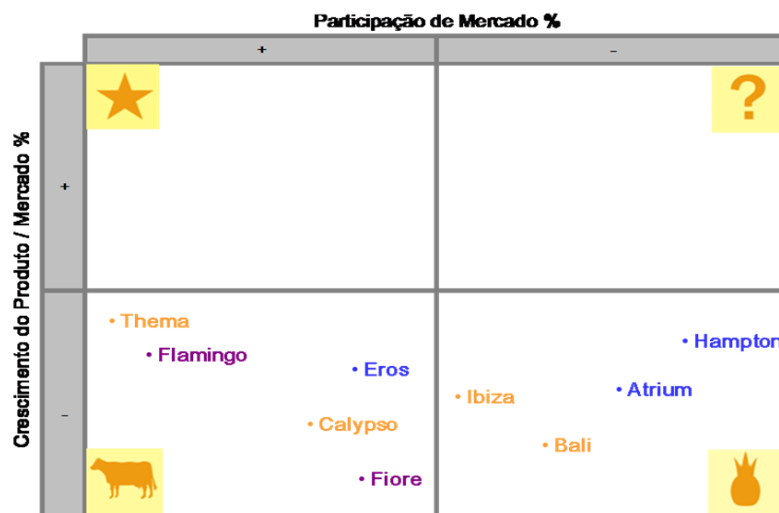 Participação de Mercado %
+ -
?
Crescimento do Produto / Mercado %
+
-
Thema
Flamingo
Eros
Calypso
Fiore
Hampton
Atrium
Ibiza
Bali